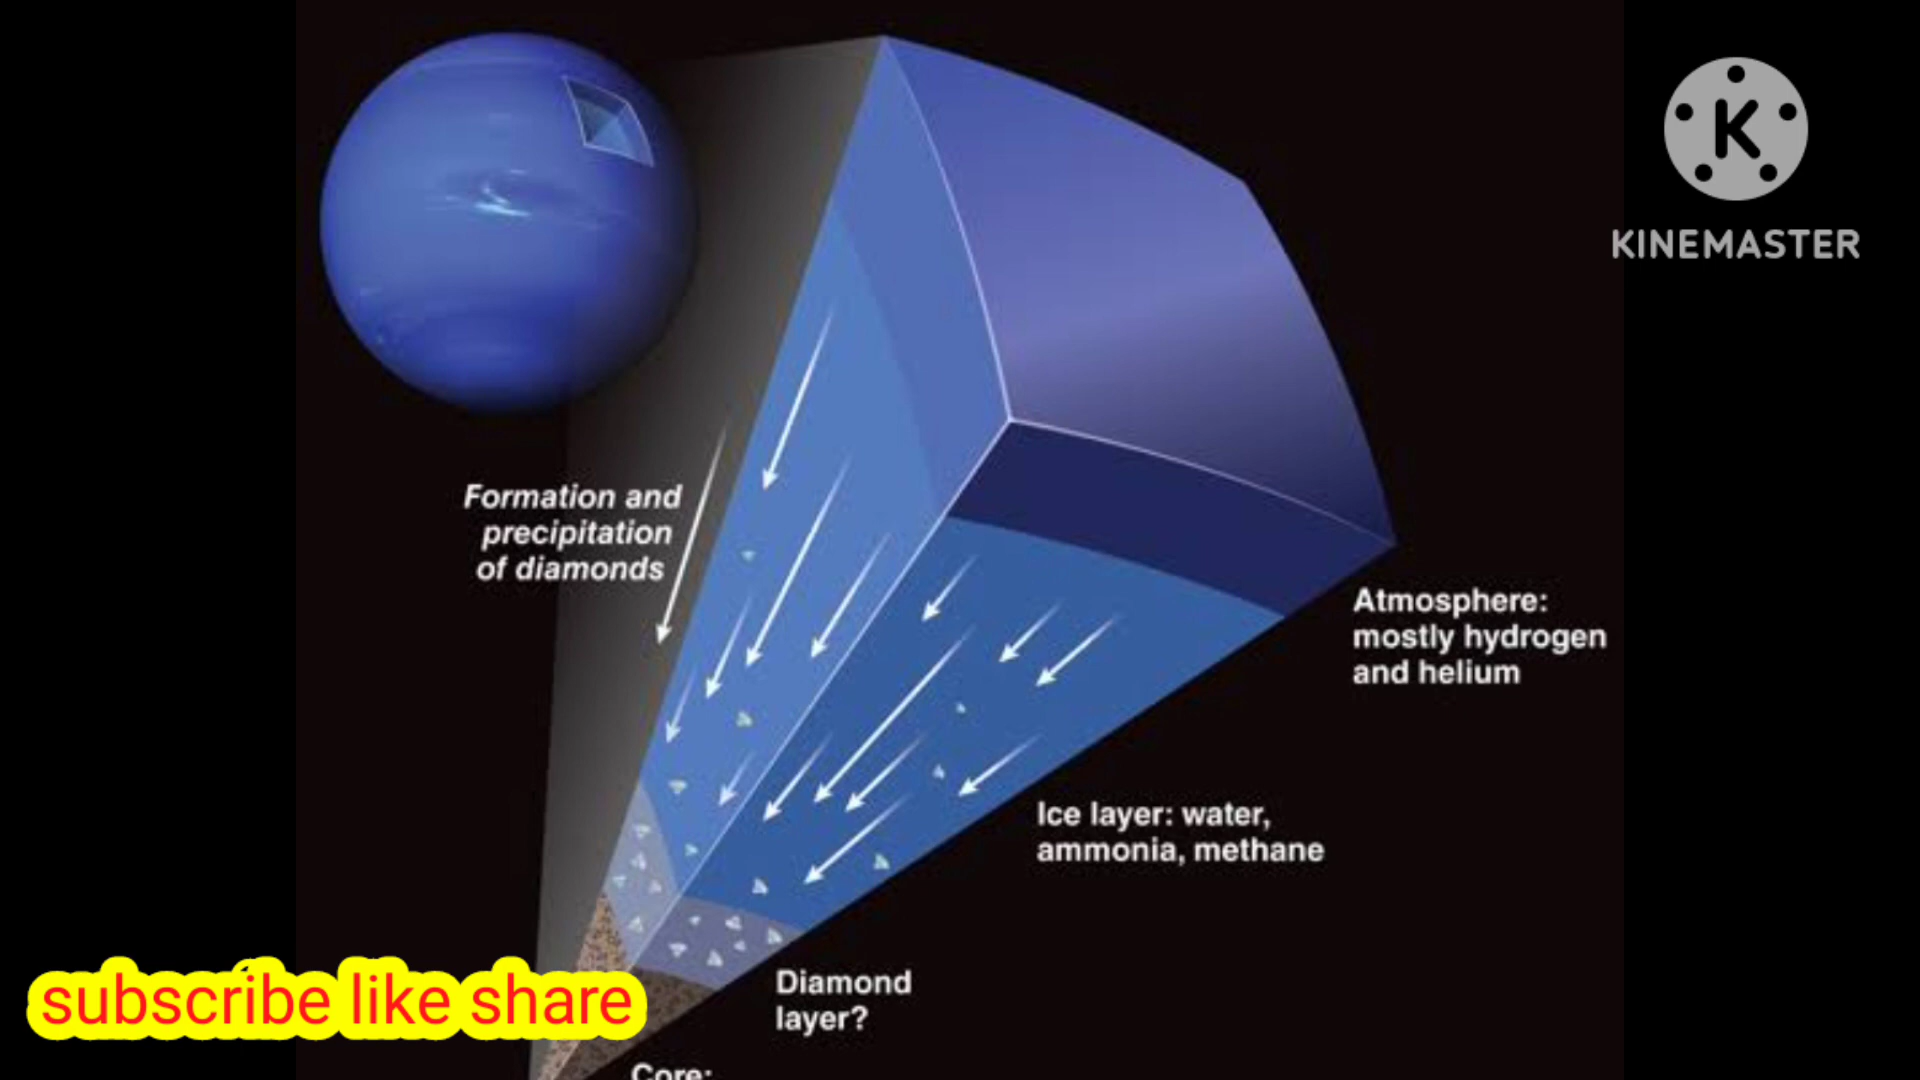 K
KINEMASTER
Formation and
precipitation
of diamonds
Atmosphere:
mostly hydrogen
and helium
Ice layer: water,
ammonia, methane
Diamond
layer?
Core:
subscribe like share